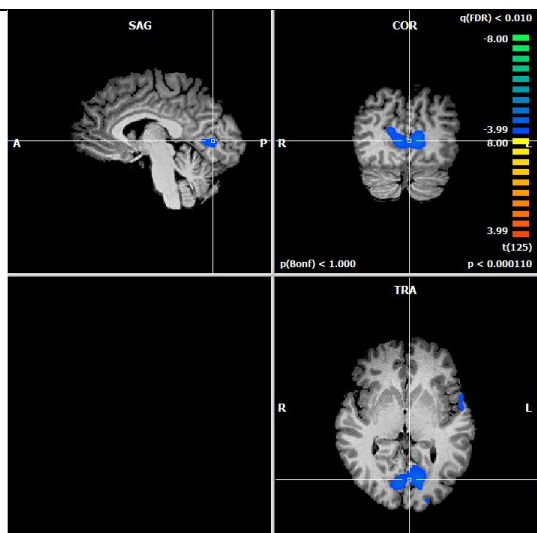 SAG
A
P
COR
q(FDR) < 0.010
-8.00
-3.99
8.00
3.99
t(125)
R
p(Bonf) < 1.000
p < 0.000110
TRA
R
L